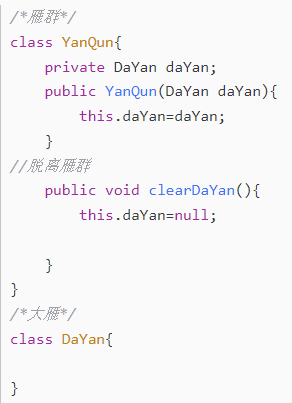 /*雁群*/
class YanQun{
    private DaYan daYan;
    public YanQun(DaYan daYan){
        this.daYan=daYan;
    }
//脱离雁群
    public void clearDaYan(){
        this.daYan=null;

    }
}
/*大雁*/
class DaYan{

}